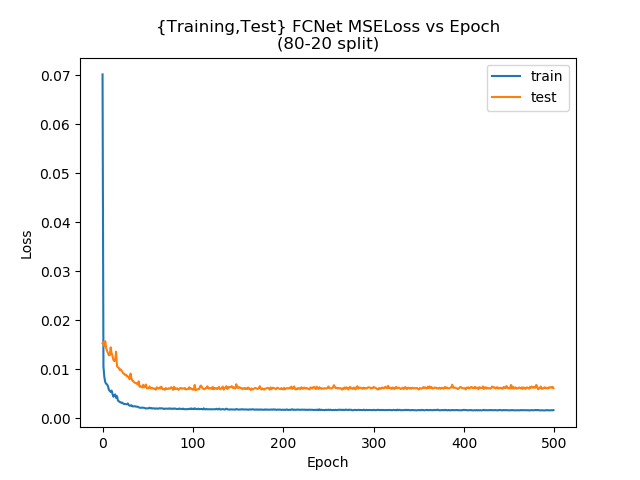 {Training,Test} FCNet MSELoss vs Epoch
(80-20 split)
train
test
0.07
0.06
0.05
0.04
0.03
0.02
0.01
0.00
Loss
0
100
200
300
400
500
Epoch